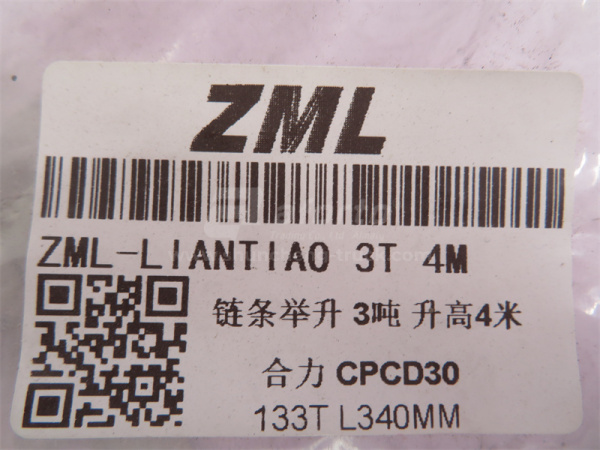 ZML
ZML-LIANTIAO 3T 4M
链条举升 3吨 升高4米
合力 CPCD30
133T L340MM